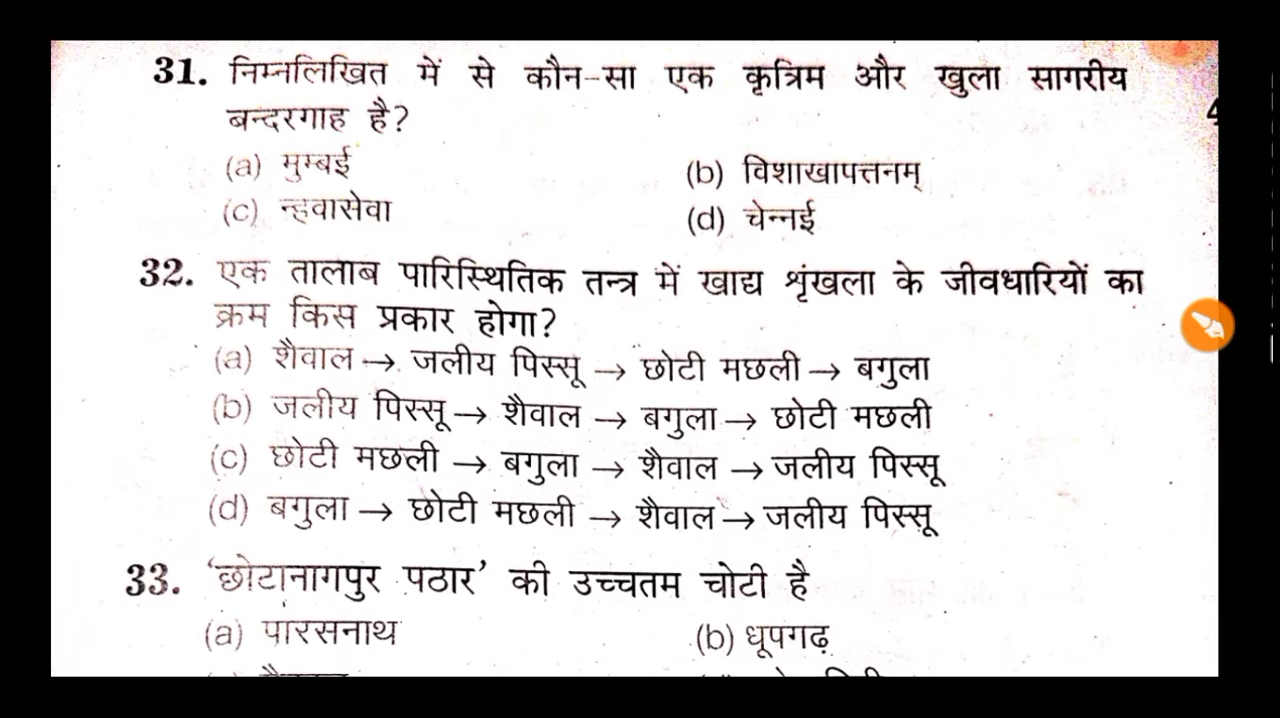 31. निम्नलिखित में से कौन-सा एक कृत्रिम और खुला सागरीय
बन्दरगाह है?
(a) मुम्बई (b) विशाखापत्तनम्
(c) न्हवासेवा (d) चेन्नई
32. एक तालाब पारिस्थितिक तन्त्र में खाद्य शृंखला के जीवधारियों का
क्रम किस प्रकार होगा?
(a) शैवाल → जलीय पिस्सू → छोटी मछली → बगुला
(b) जलीय पिस्सू → शैवाल → बगुला → छोटी मछली
(c) छोटी मछली → बगुला → शैवाल → जलीय पिस्सू
(d) बगुला → छोटी मछली → शैवाल → जलीय पिस्सू
33. 'छोटानागपुर पठार' की उच्चतम चोटी है
(a) पारसनाथ (b) धूपगढ़